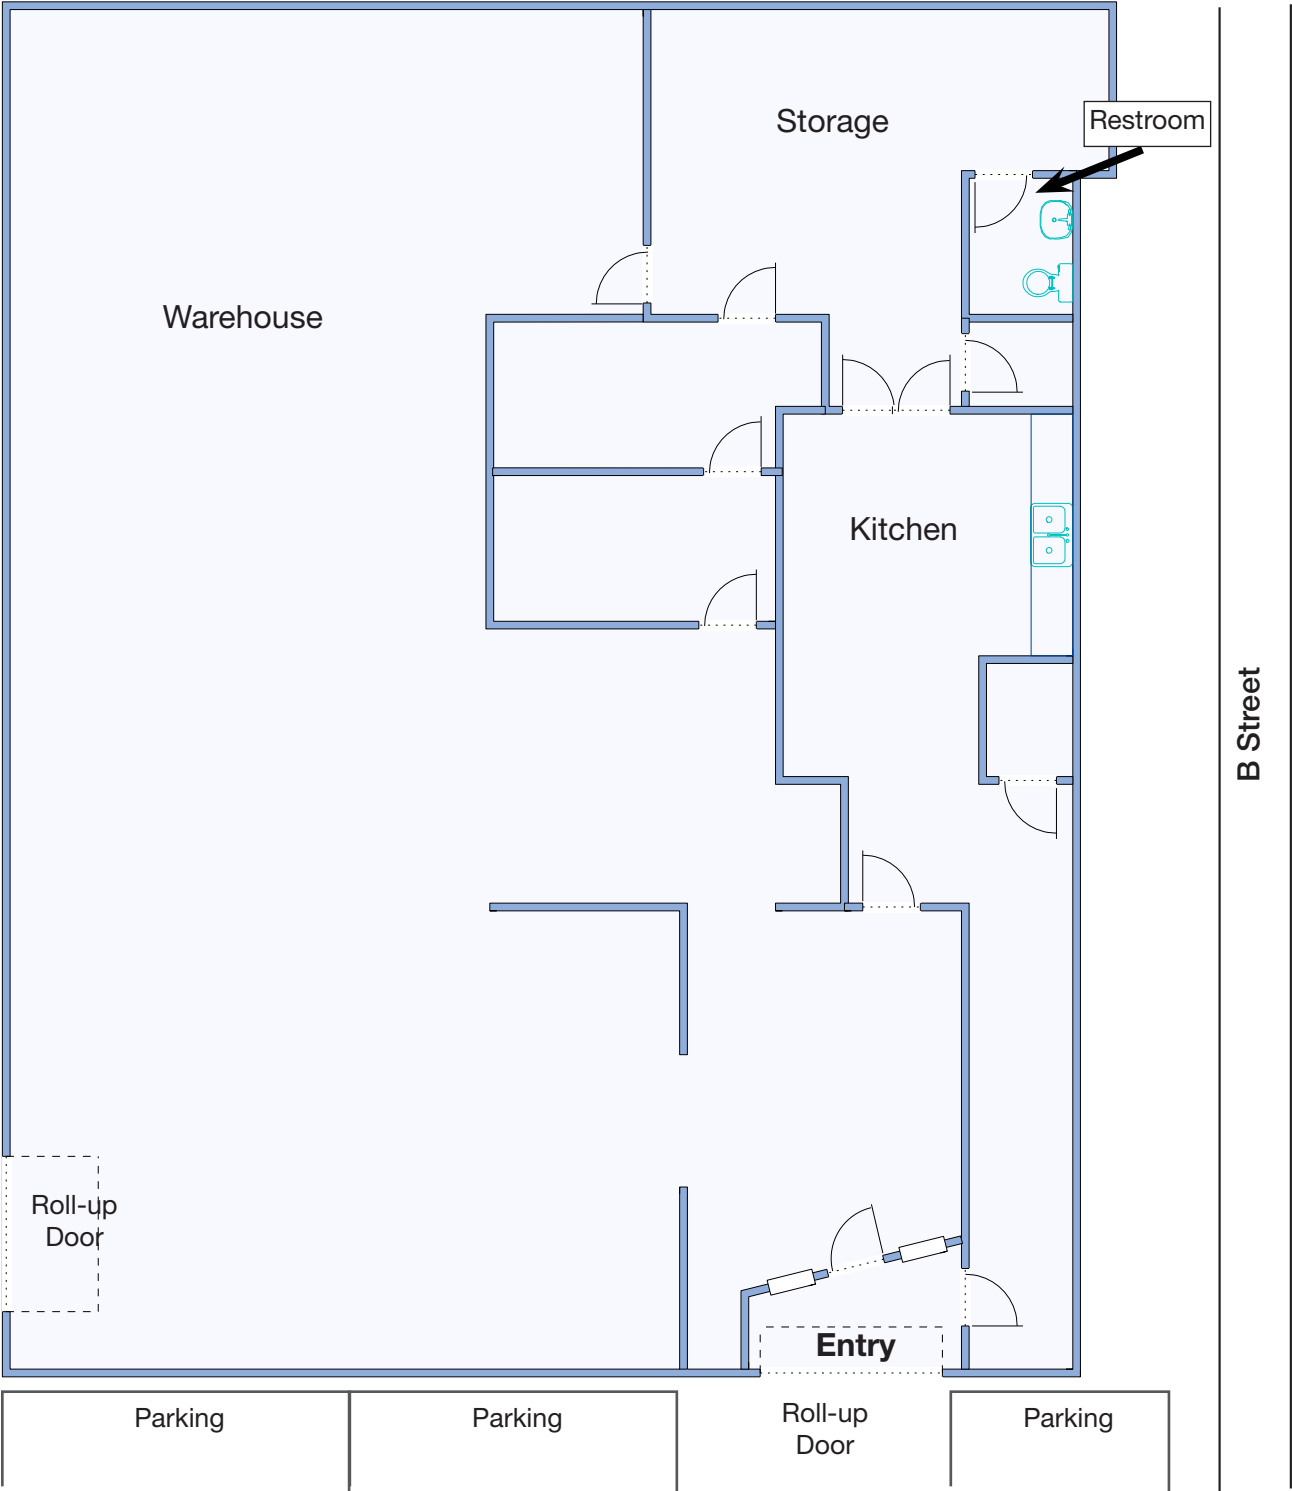 Storage
Restroom
Warehouse
Kitchen
B Street
Roll-up
Door
Entry
Parking
Parking
Roll-up
Door
Parking